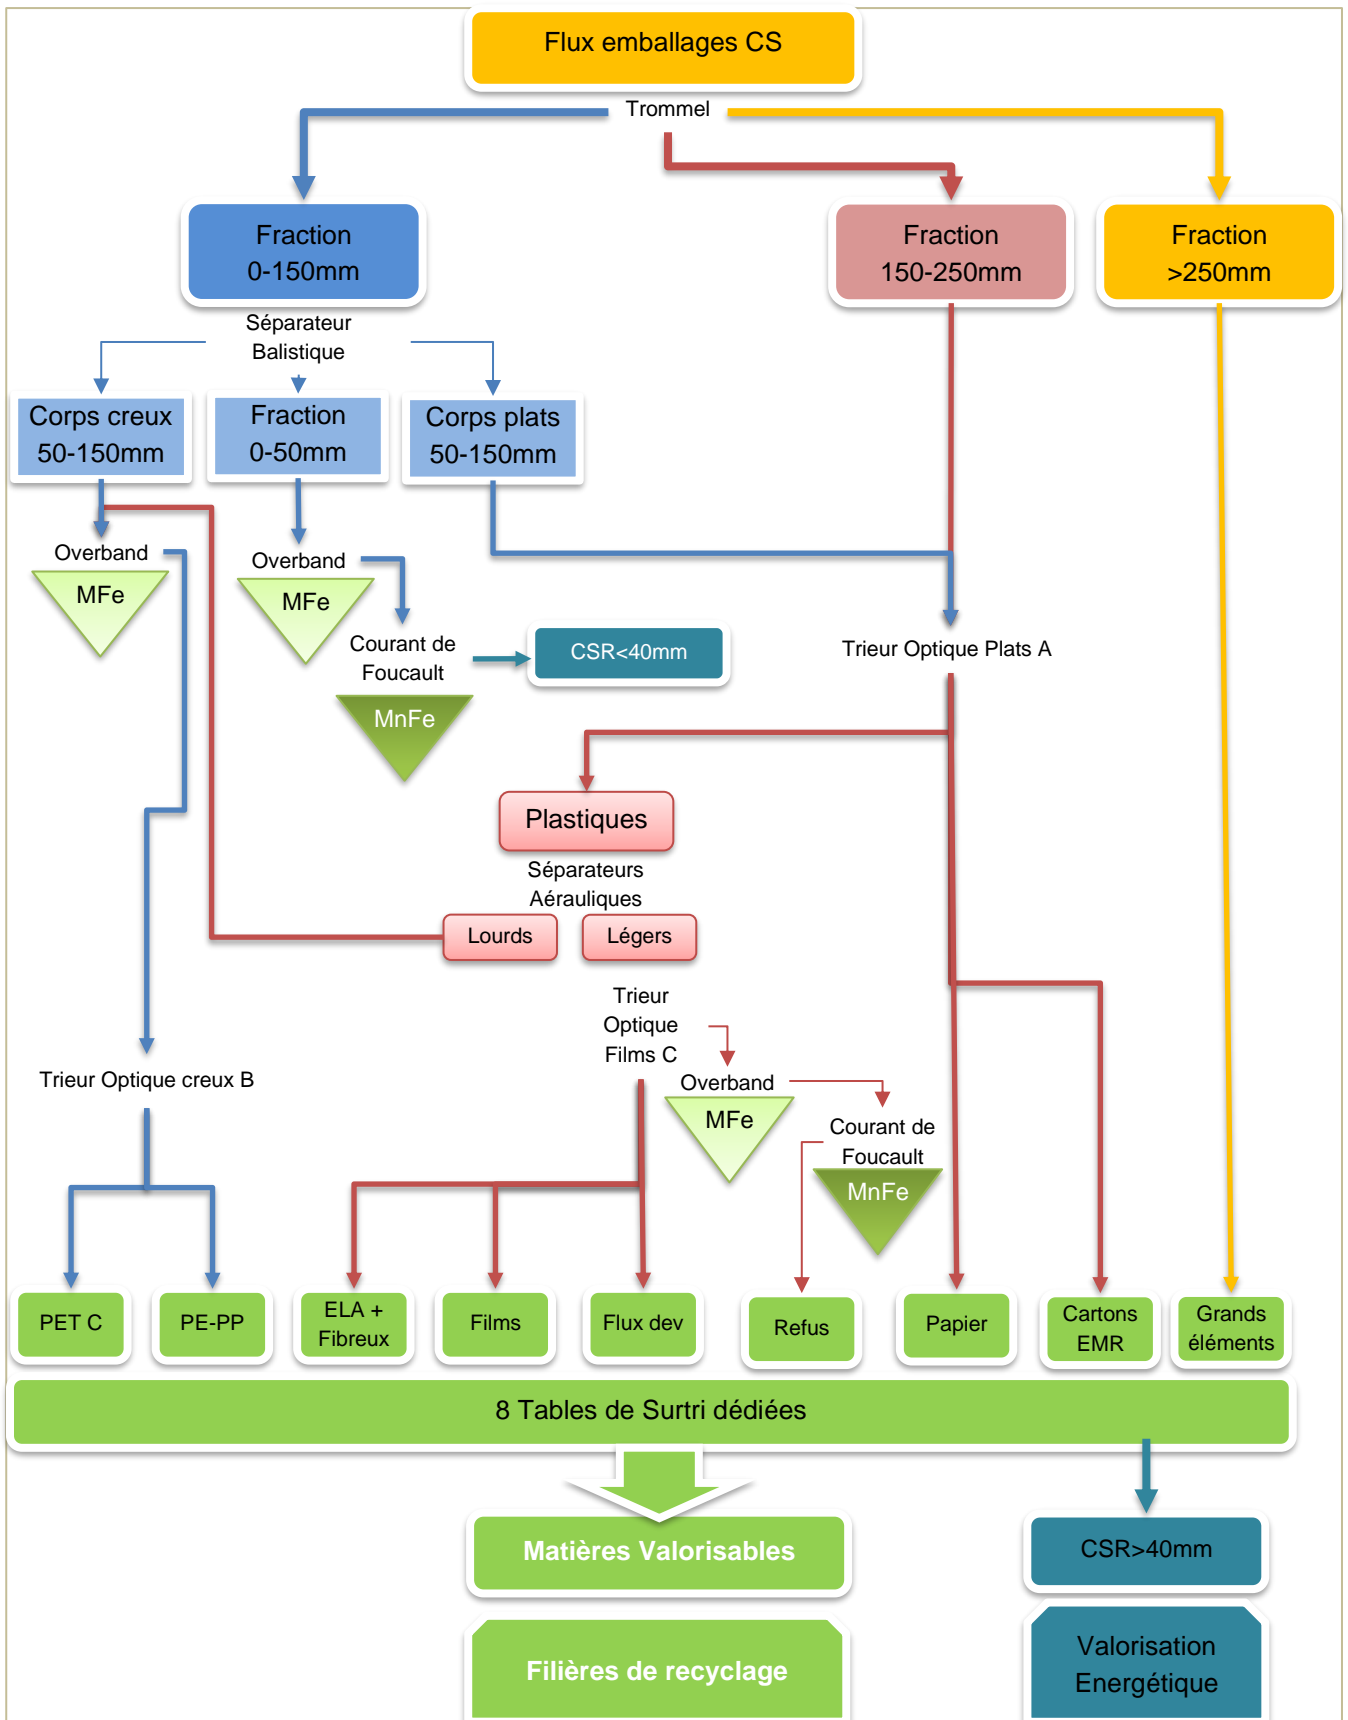 Flux emballages CS
Trommel
Fraction
0-150mm
Fraction
150-250mm
Fraction
>250mm
Séparateur
Balistique
Corps creux
50-150mm
Fraction
0-50mm
Corps plats
50-150mm
Overband
MFe
Overband
MFe
Courant de
Foucault
MnFe
CSR<40mm
Trieur Optique Plats A
Plastiques
Séparateurs
Aérauliques
Lourds
Légers
Trieur
Optique
Films C
Trieur Optique creux B
Overband
MFe
Courant de
Foucault
MnFe
PET C
PE-PP
ELA +
Fibreux
Films
Flux dev
Refus
Papier
Cartons
EMR
Grands
éléments
8 Tables de Surtri dédiées
Matières Valorisables
CSR>40mm
Filières de recyclage
Valorisation
Energétique